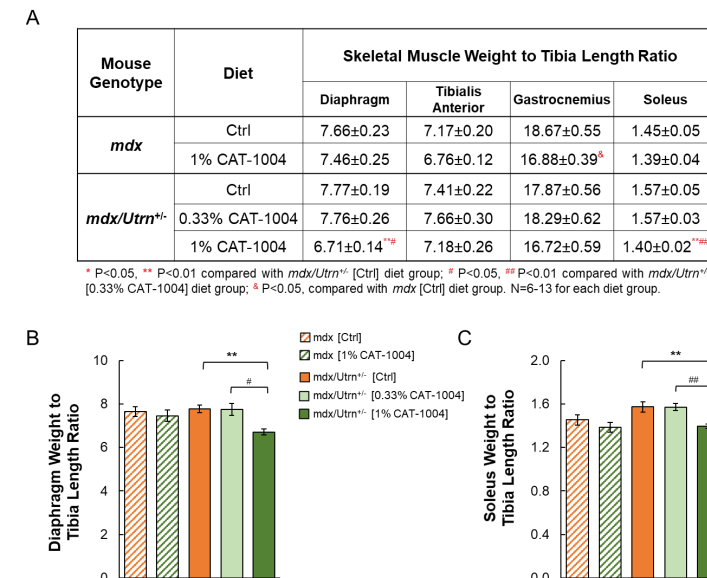 A
Mouse Genotype Diet Skeletal Muscle Weight to Tibia Length Ratio
Diaphragm Tibialis Anterior Gastrocnemius Soleus
mdx Ctrl 7.66±0.23 7.17±0.20 18.67±0.55 1.45±0.05
1% CAT-1004 7.46±0.25 6.76±0.12 16.88±0.39& 1.39±0.04
mdx/Utrn+/- Ctrl 7.77±0.19 7.41±0.22 17.87±0.56 1.57±0.05
0.33% CAT-1004 7.76±0.26 7.66±0.30 18.29±0.62 1.57±0.03
1% CAT-1004 6.71±0.14**# 7.18±0.26 16.72±0.59 1.40±0.02**##
* P<0.05, ** P<0.01 compared with mdx/Utrn+/- [Ctrl] diet group; # P<0.05, ## P<0.01 compared with mdx/Utrn+/-
[0.33% CAT-1004] diet group; & P<0.05, compared with mdx [Ctrl] diet group. N=6-13 for each diet group.
B
mdx [Ctrl]
mdx [1% CAT-1004]
mdx/Utrn+/- [Ctrl]
mdx/Utrn+/- [0.33% CAT-1004]
mdx/Utrn+/- [1% CAT-1004]
Diaphragm Weight to
Tibia Length Ratio
10
8
6
4
2
0
**
#
C
Soleus Weight to
Tibia Length Ratio
2.0
1.6
1.2
0.8
0.4
0.0
**
##